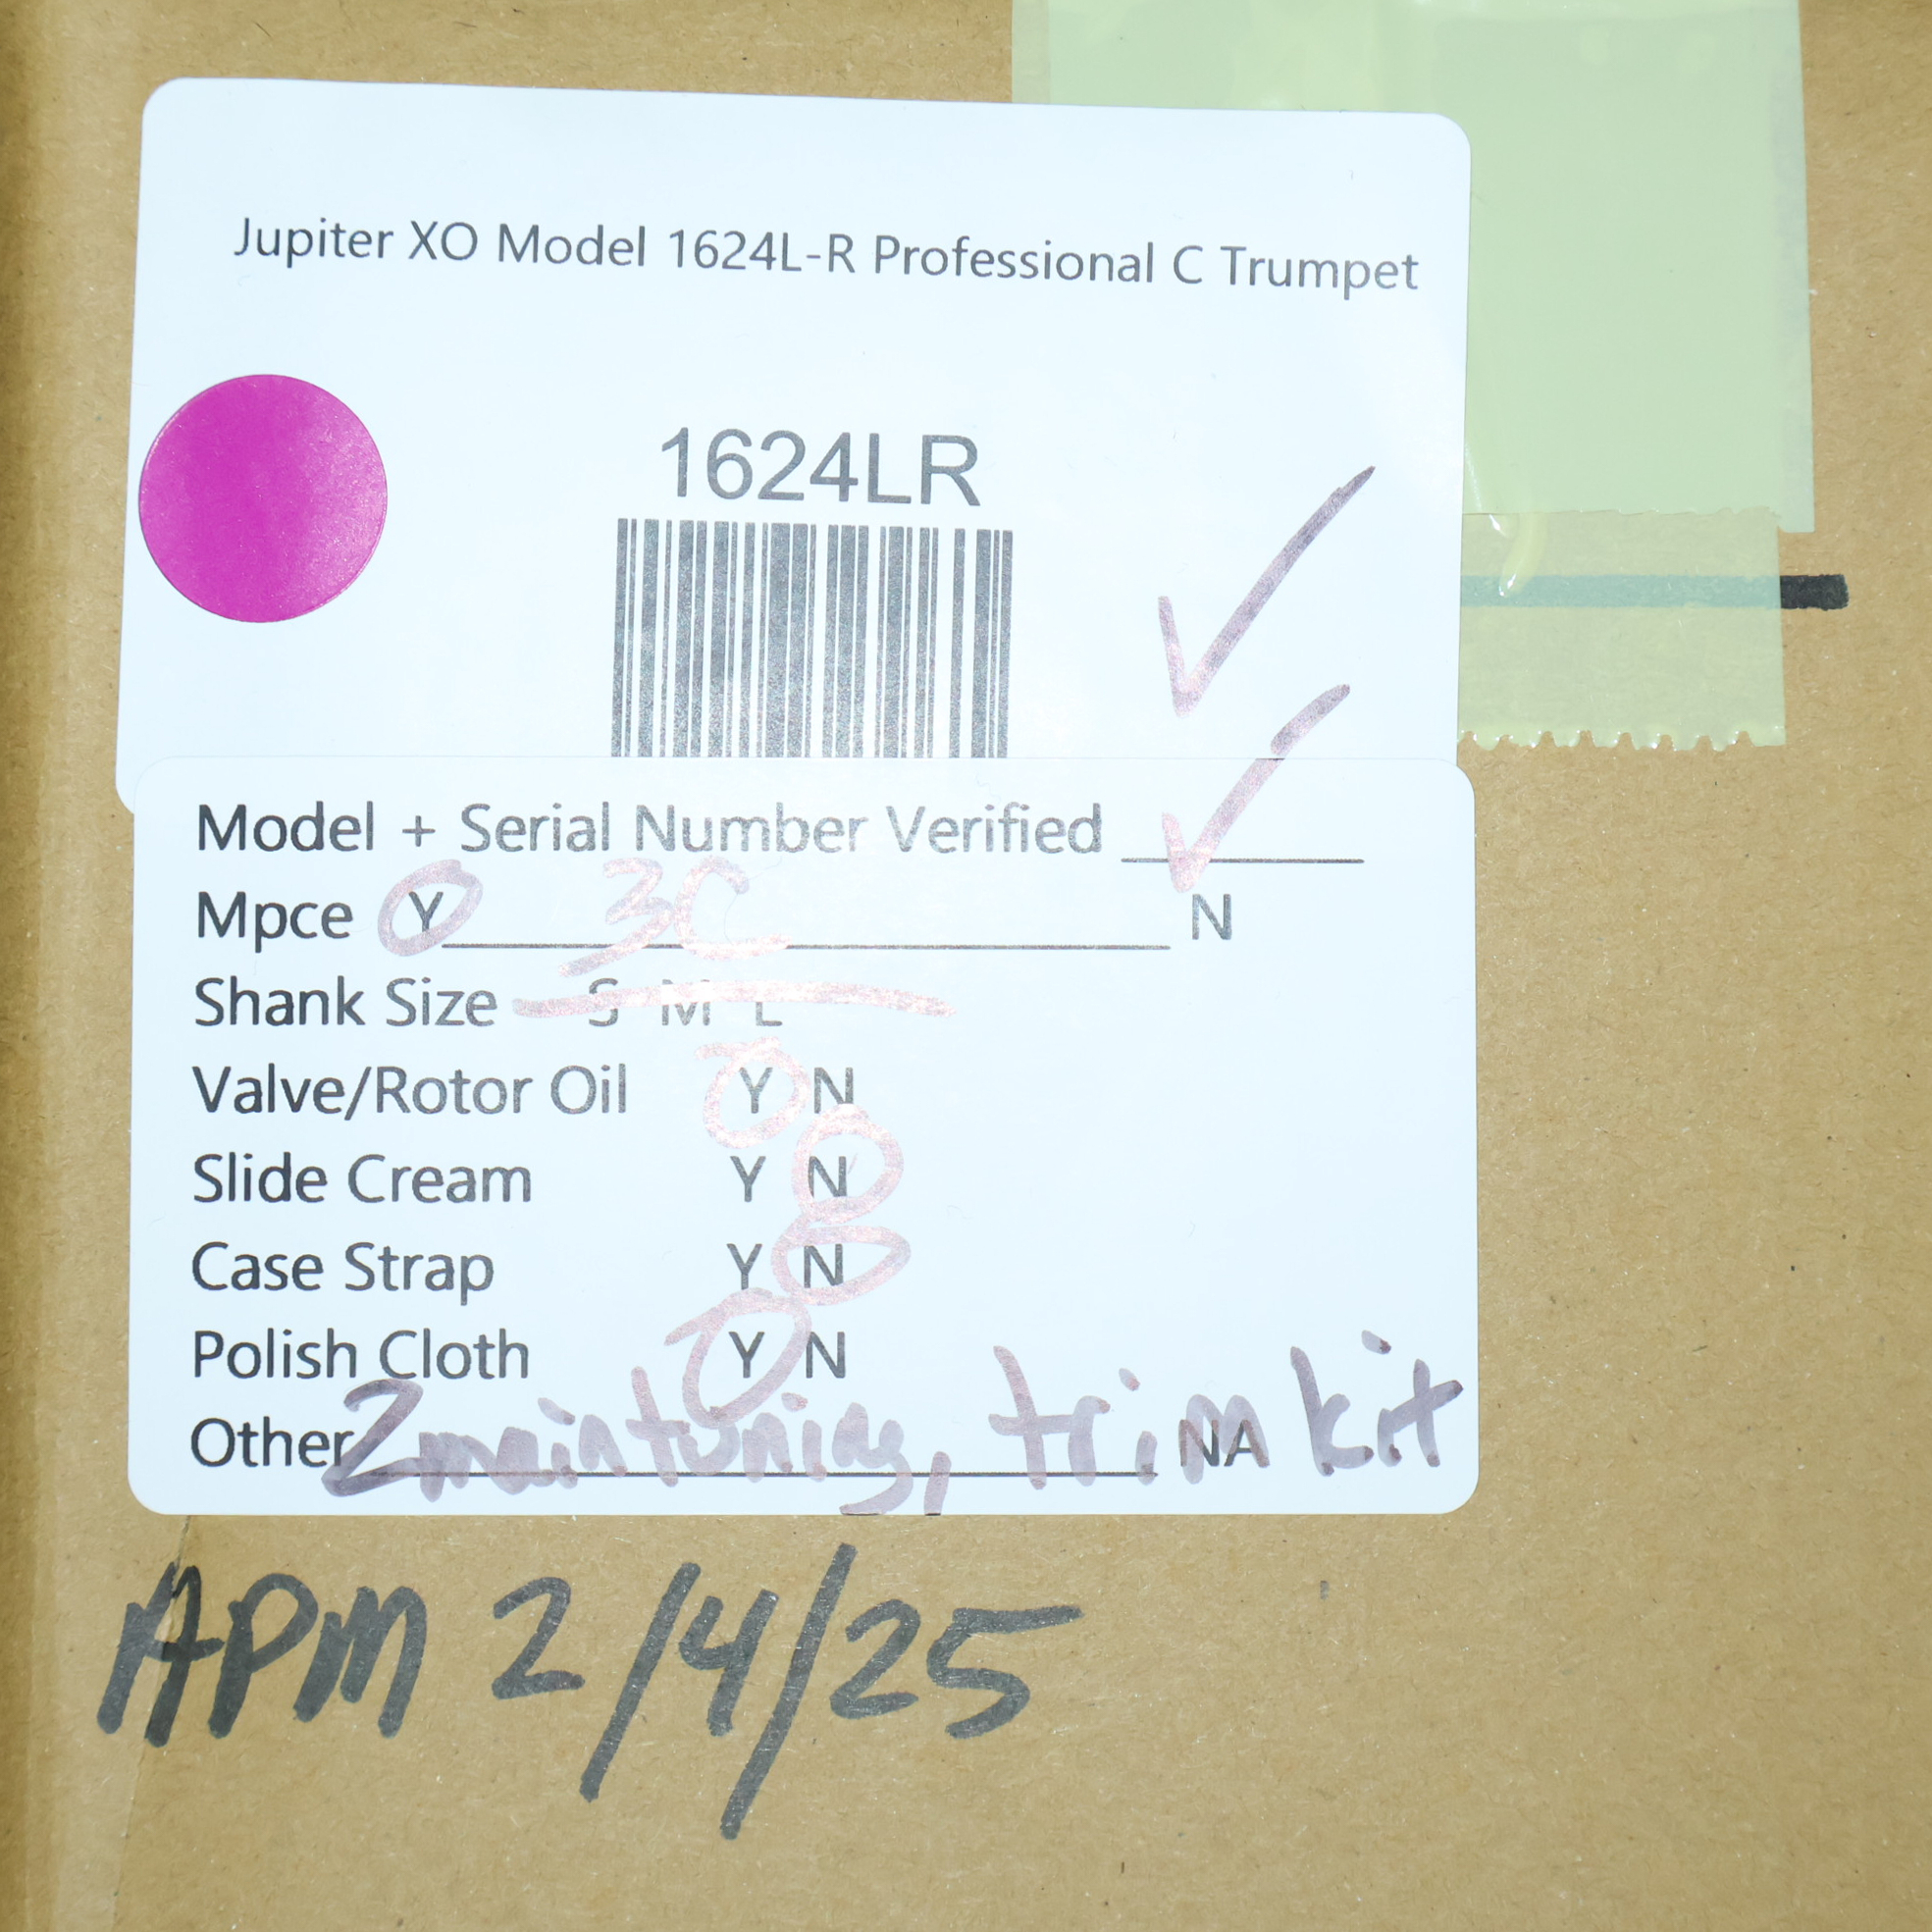 Jupiter XO Model 1624L-R Professional C Trumpet
1624LR
Model + Serial Number Verified
Mpce Y 3C N
Shank Size S M L
Valve/Rotor Oil Y N
Slide Cream Y N
Case Strap Y N
Polish Cloth Y N
Other 2 main tunings, trim kit NA
APM 2/4/25